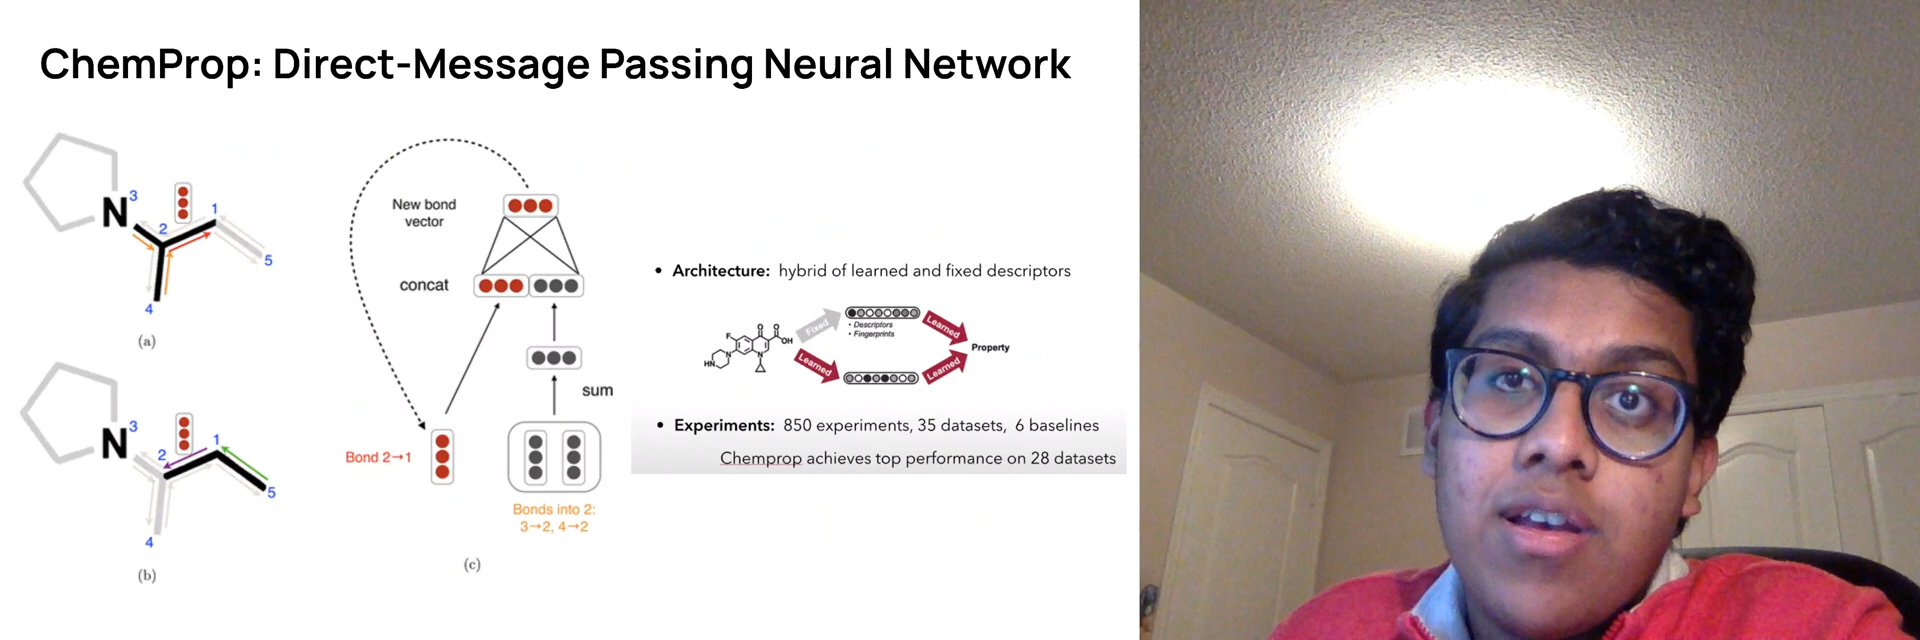 ChemProp: Direct-Message Passing Neural Network
N
3
2
1
5
4
(a)
N
3
2
1
5
4
(b)
New bond
vector
concat
sum
Bond 2→1
Bonds into 2:
3→2, 4→2
(c)
• Architecture: hybrid of learned and fixed descriptors
F
O
O
OH
N
N
HN
Fixed
Learned
• Descriptors
• Fingerprints
Learned
Learned
Property
• Experiments: 850 experiments, 35 datasets, 6 baselines
Chemprop achieves top performance on 28 datasets